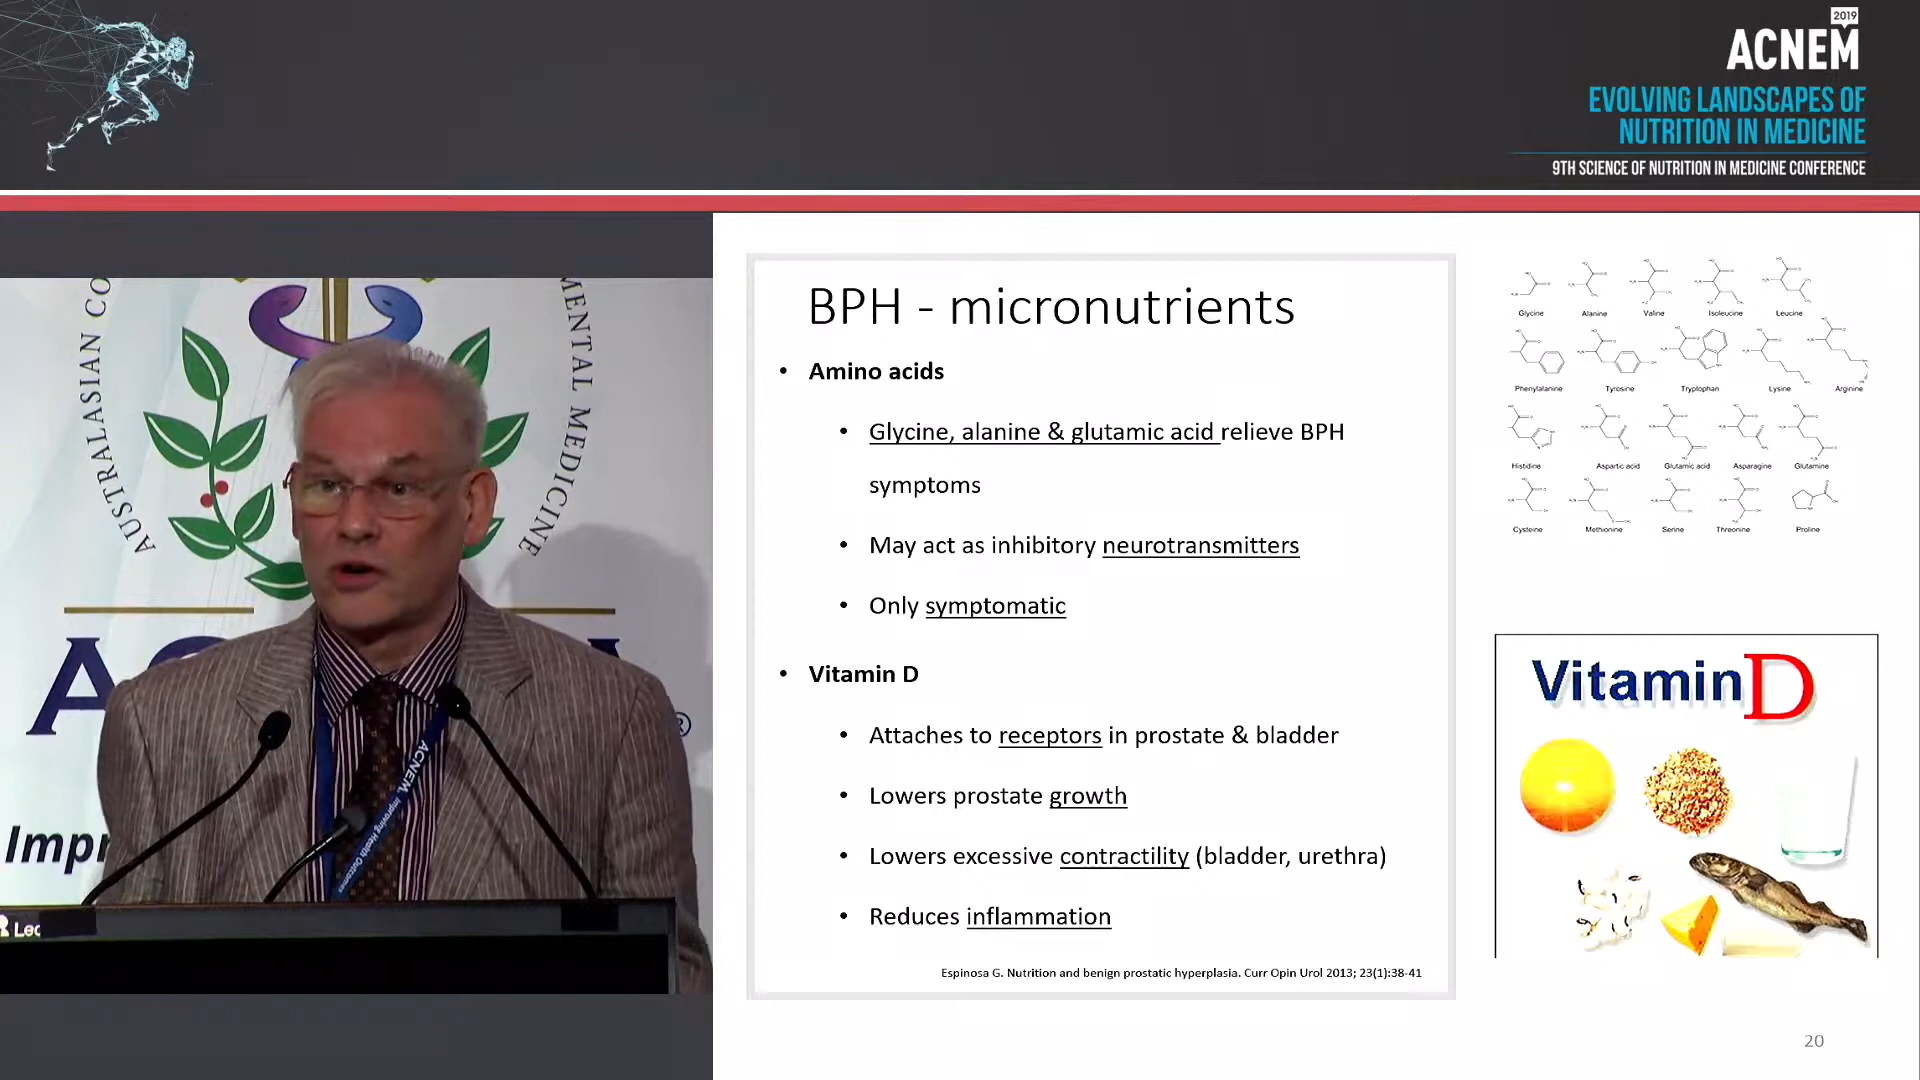 2019
ACNEM
EVOLVING LANDSCAPES OF
NUTRITION IN MEDICINE
9TH SCIENCE OF NUTRITION IN MEDICINE CONFERENCE
AUSTRALASIAN CO
MENTAL MEDICINE
A
®
Impr
ACNEM. Improving Health Outcomes
BPH - micronutrients
• Amino acids
• Glycine, alanine & glutamic acid relieve BPH
symptoms
• May act as inhibitory neurotransmitters
• Only symptomatic
• Vitamin D
• Attaches to receptors in prostate & bladder
• Lowers prostate growth
• Lowers excessive contractility (bladder, urethra)
• Reduces inflammation
Espinosa G. Nutrition and benign prostatic hyperplasia. Curr Opin Urol 2013; 23(1):38-41
Glycine Alanine Valine Isoleucine Leucine
Phenylalanine Tyrosine Tryptophan Lysine Arginine
Histidine Aspartic acid Glutamic acid Asparagine Glutamine
Cysteine Methionine Serine Threonine Proline
Vitamin D
20